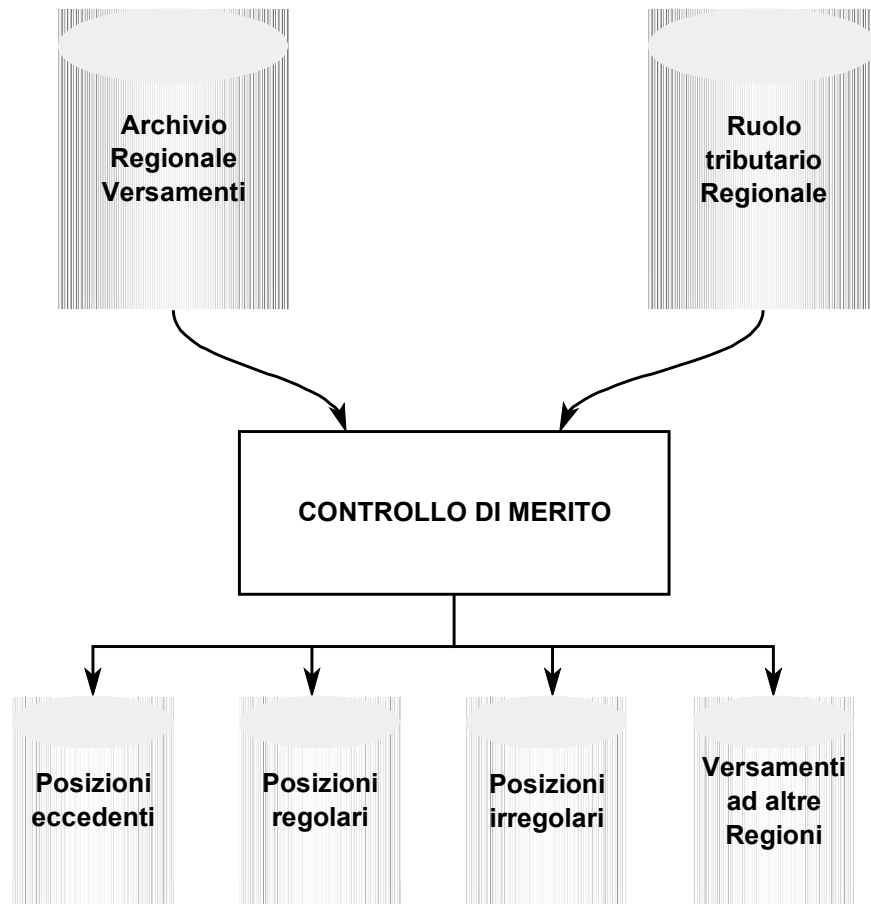 Archivio
Regionale
Versamenti
Ruolo
tributario
Regionale
CONTROLLO DI MERITO
Posizioni
eccedenti
Posizioni
regolari
Posizioni
irregolari
Versamenti
ad altre
Regioni